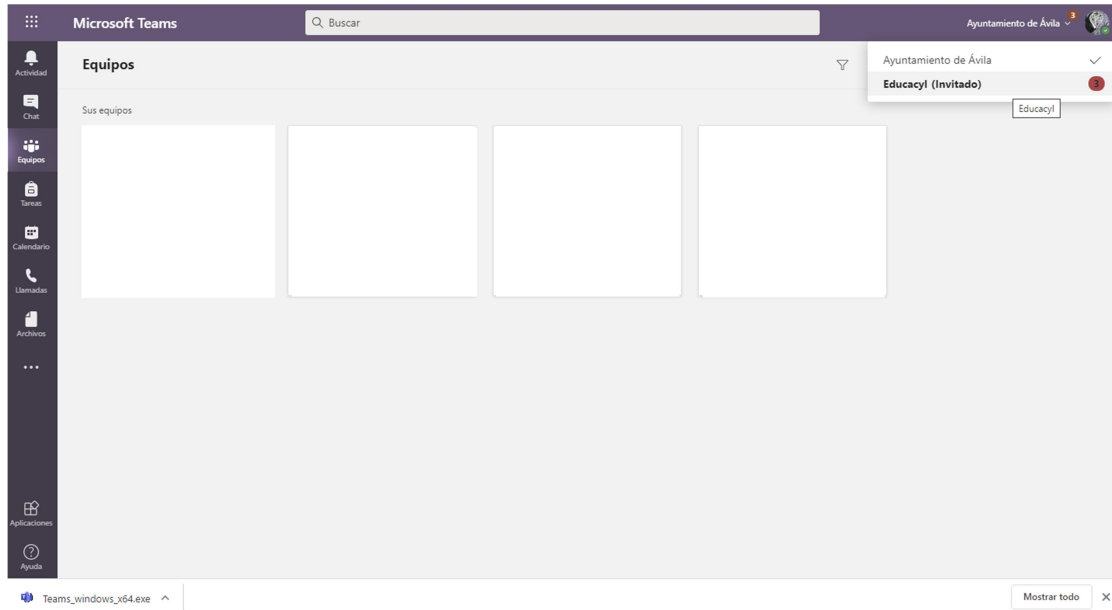 Microsoft Teams
Buscar
Ayuntamiento de Ávila
3
Ayuntamiento de Ávila
Educacyl (Invitado)
3
Educacyl
Actividad
Chat
Equipos
Tareas
Calendario
Llamadas
Archivos
Aplicaciones
Ayuda
Equipos
Sus equipos
Teams_windows_x64.exe
Mostrar todo